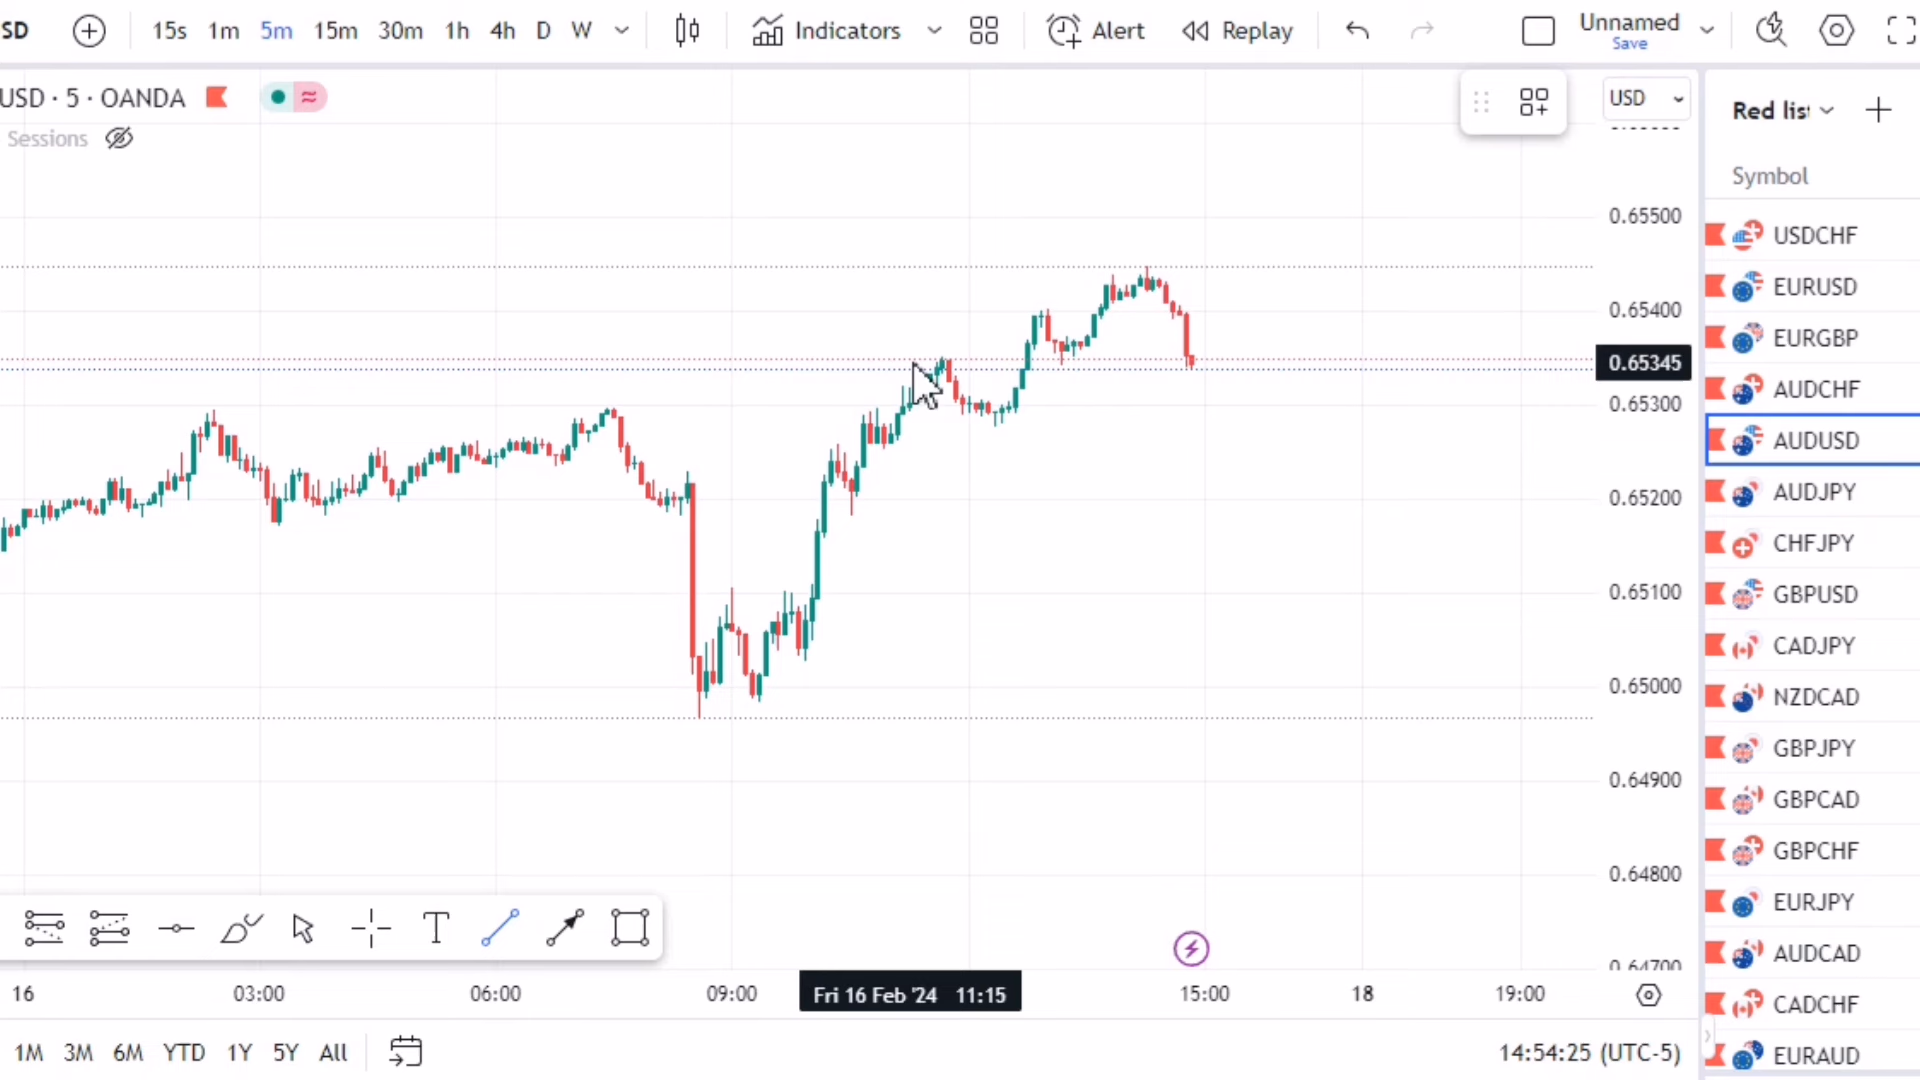 SD 15s 1m 5m 15m 30m 1h 4h D W Indicators Alert Replay Unnamed
Save
USD · 5 · OANDA
USD
Red list
Sessions
Symbol
0.65500
0.65400
0.65345
0.65300
0.65200
0.65100
0.65000
0.64900
0.64800
0.64700
USDCHF
EURUSD
EURGBP
AUDCHF
AUDUSD
AUDJPY
CHFJPY
GBPUSD
CADJPY
NZDCAD
GBPJPY
GBPCAD
GBPCHF
EURJPY
AUDCAD
CADCHF
EURAUD
T
16 03:00 06:00 09:00 Fri 16 Feb '24 11:15 15:00 18 19:00
1M 3M 6M YTD 1Y 5Y All 14:54:25 (UTC-5)